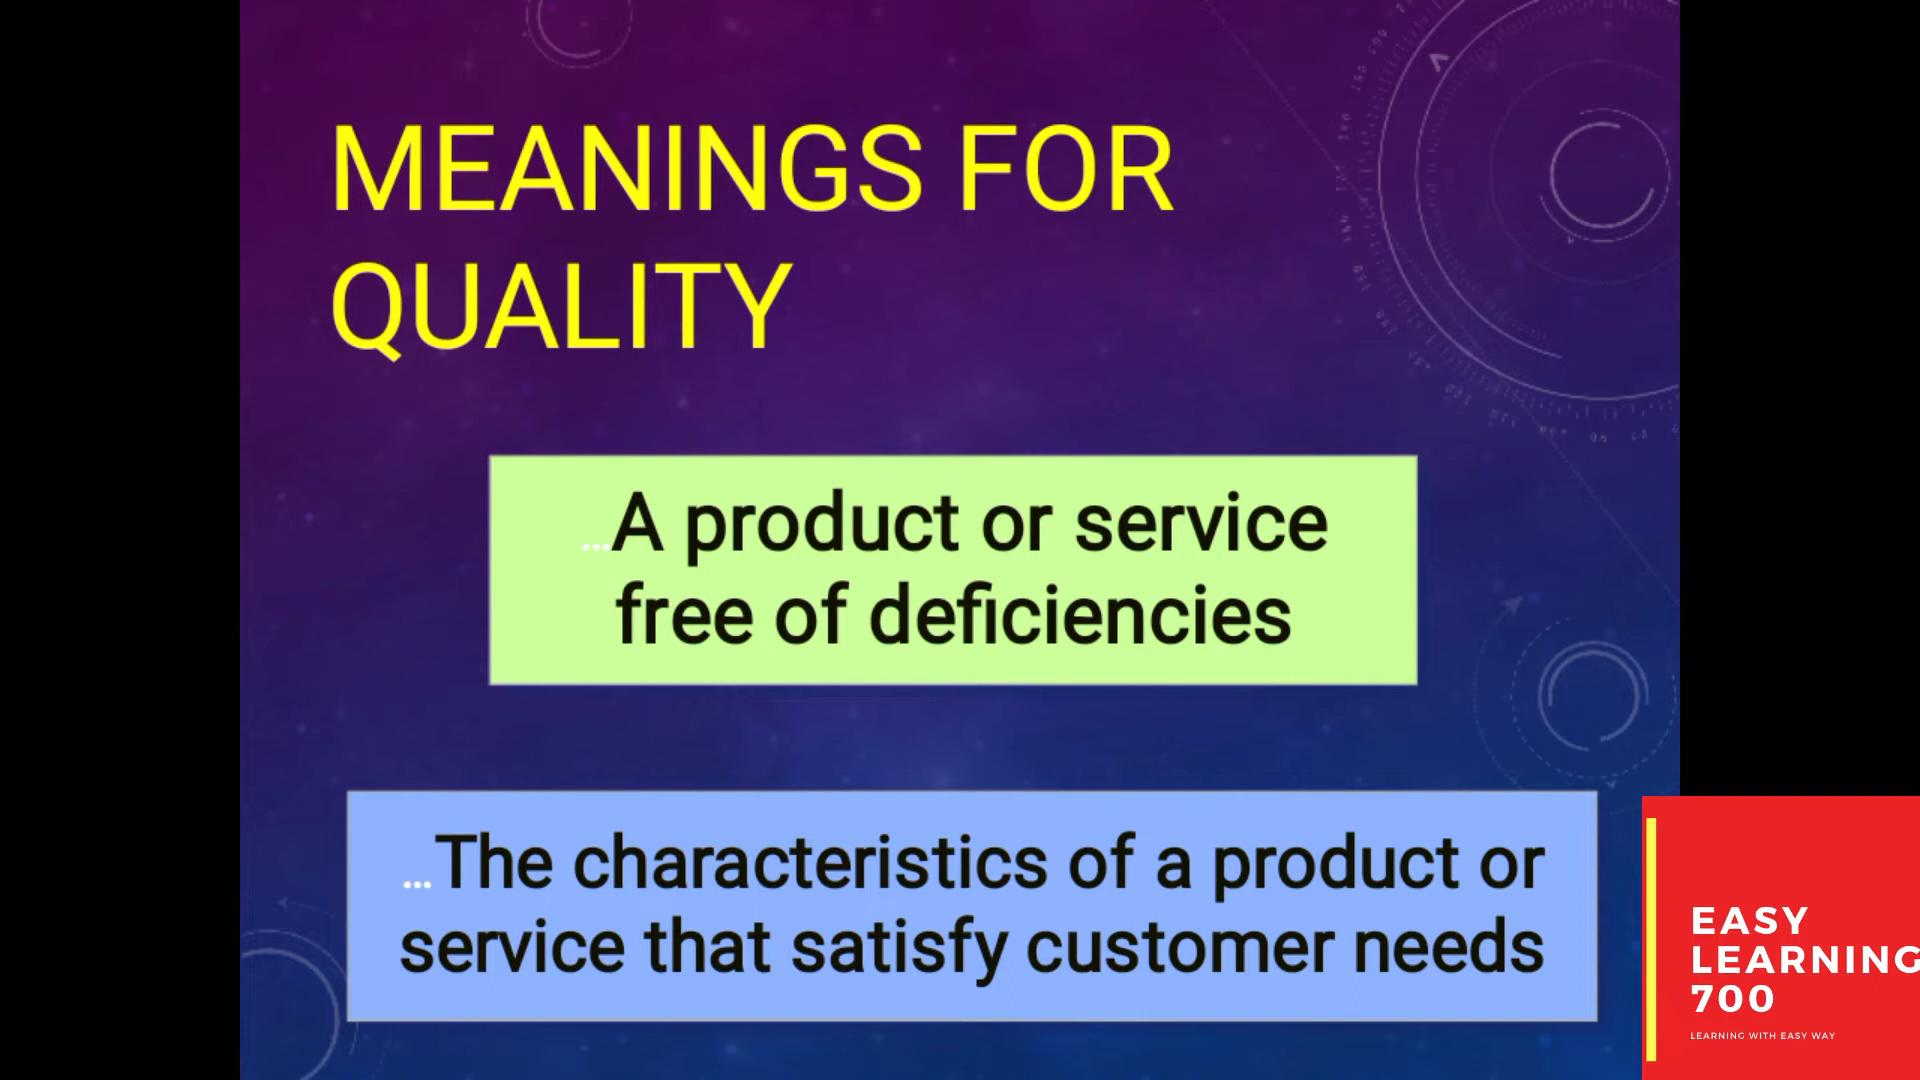 MEANINGS FOR
QUALITY
...A product or service
free of deficiencies
...The characteristics of a product or
service that satisfy customer needs
EASY
LEARNING
700
LEARNING WITH EASY WAY